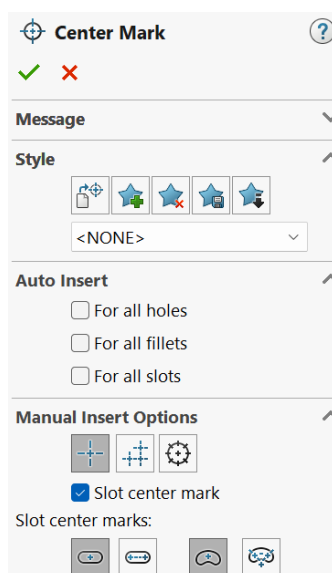 Center Mark
?
Message
Style
<NONE>
Auto Insert
For all holes
For all fillets
For all slots
Manual Insert Options
Slot center mark
Slot center marks: